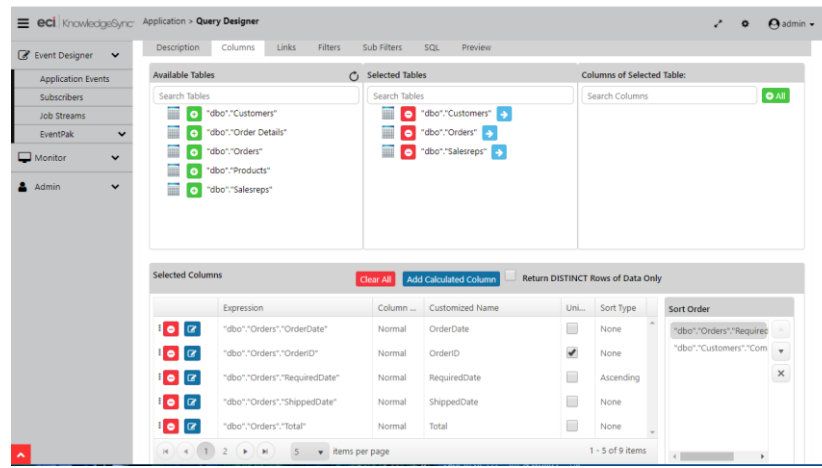 eci KnowledgeSync
Application > Query Designer
admin
Event Designer
Application Events
Subscribers
Job Streams
EventPak
Monitor
Admin
Description Columns Links Filters Sub Filters SQL Preview
Available Tables
Search Tables
"dbo"."Customers"
"dbo"."Order Details"
"dbo"."Orders"
"dbo"."Products"
"dbo"."Salesreps"
Selected Tables
Search Tables
"dbo"."Customers"
"dbo"."Orders"
"dbo"."Salesreps"
Columns of Selected Table:
Search Columns
All
Selected Columns
Clear All Add Calculated Column Return DISTINCT Rows of Data Only
Expression Column ... Customized Name Uni... Sort Type
"dbo"."Orders"."OrderDate" Normal OrderDate None
"dbo"."Orders"."OrderID" Normal OrderID None
"dbo"."Orders"."RequiredDate" Normal RequiredDate Ascending
"dbo"."Orders"."ShippedDate" Normal ShippedDate None
"dbo"."Orders"."Total" Normal Total None
1 2 5 items per page 1 - 5 of 9 items
Sort Order
"dbo"."Orders"."Required
"dbo"."Customers"."Com